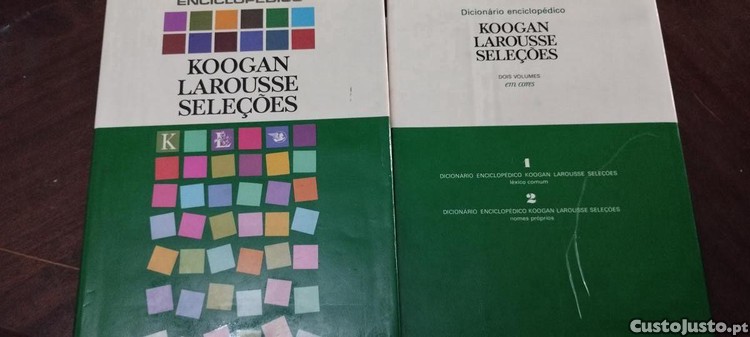 ENCICLOPÉDICO
KOOGAN
LAROUSSE
SELEÇÕES
K L S
Dicionário enciclopédico
KOOGAN
LAROUSSE
SELEÇÕES
DOIS VOLUMES
em cores
1
DICIONÁRIO ENCICLOPÉDICO KOOGAN LAROUSSE SELEÇÕES
léxico comum
2
DICIONÁRIO ENCICLOPÉDICO KOOGAN LAROUSSE SELEÇÕES
nomes próprios
CustoJusto.pt